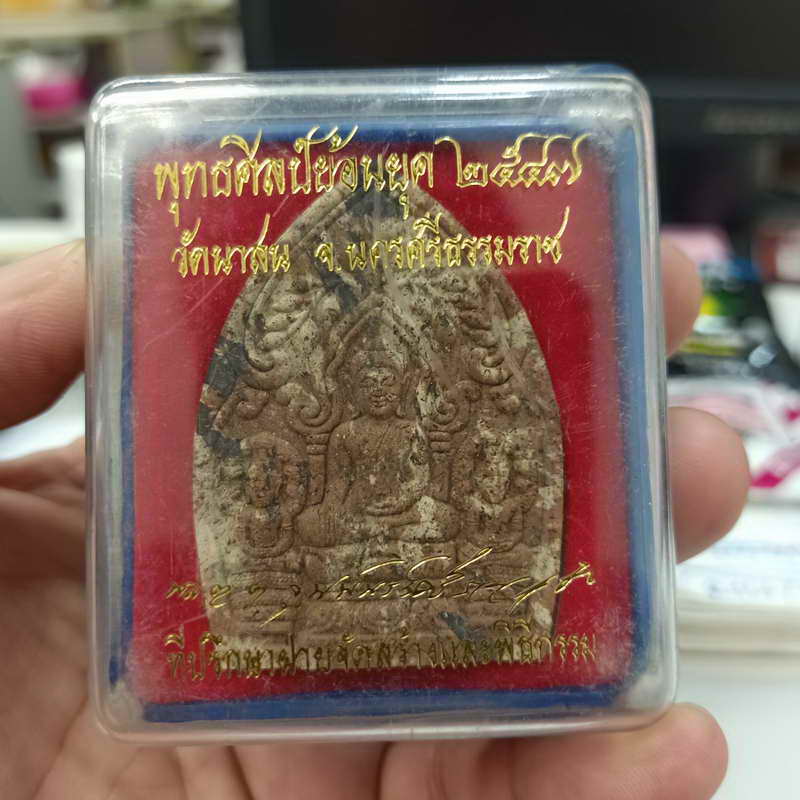 พุทธศิลป์ย้อนยุค ๒๕๔๗
วัดนาสน จ.นครศรีธรรมราช
ที่ปรึกษาฝ่ายจัดสร้างและพิธีกรรม